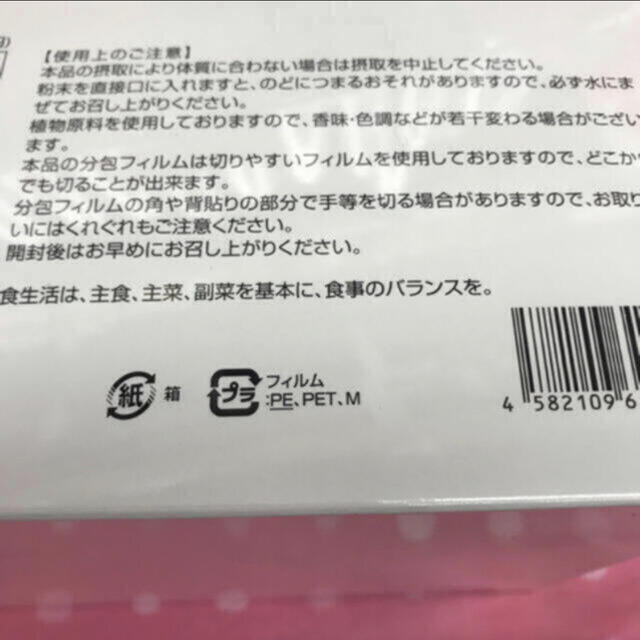 【使用上のご注意】
本品の摂取により体質に合わない場合は摂取を中止してください。
粉末を直接口に入れますと、のどにつまるおそれがありますので、必ず水にま
ぜてお召し上がりください。
植物原料を使用しておりますので、香味・色調などが若干変わる場合がござい
ます。
本品の分包フィルムは切りやすいフィルムを使用しておりますので、どこか
でも切ることが出来ます。
分包フィルムの角や背貼りの部分で手等を切る場合がありますので、お取り
いにはくれぐれもご注意ください。
開封後はお早めにお召し上がりください。
食生活は、主食、主菜、副菜を基本に、食事のバランスを。
紙 箱
プラ フィルム
:PE、PET、M
4 582109 6